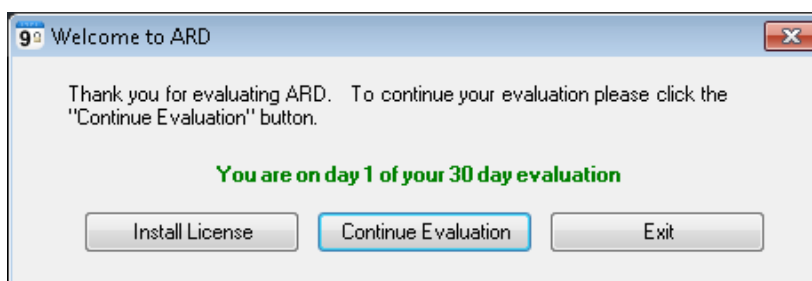 Welcome to ARD
Thank you for evaluating ARD. To continue your evaluation please click the
"Continue Evaluation" button.
You are on day 1 of your 30 day evaluation
Install License
Continue Evaluation
Exit